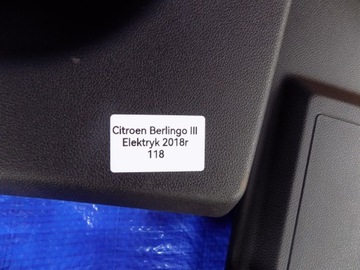 Citroen Berlingo III
Elektryk 2018r
118